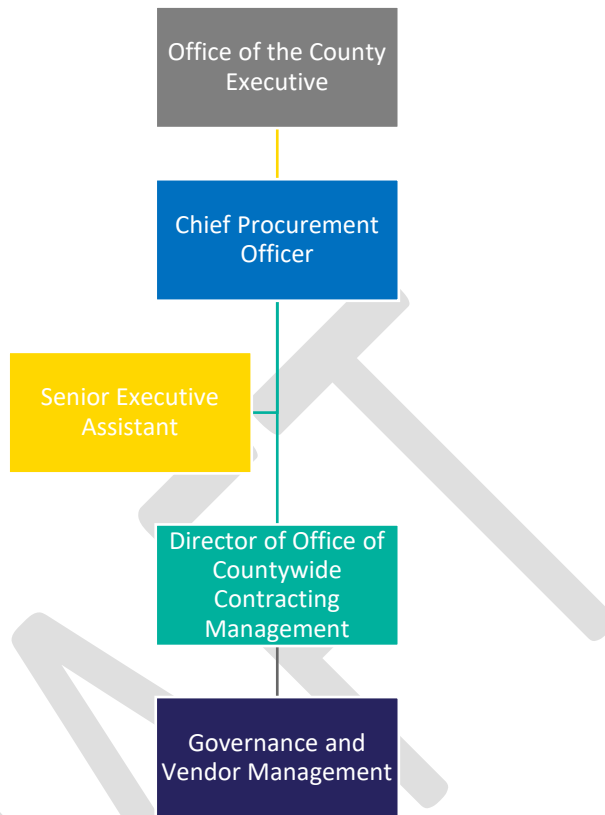 Office of the County
Executive
Chief Procurement
Officer
Senior Executive
Assistant
Director of Office of
Countywide
Contracting
Management
Governance and
Vendor Management